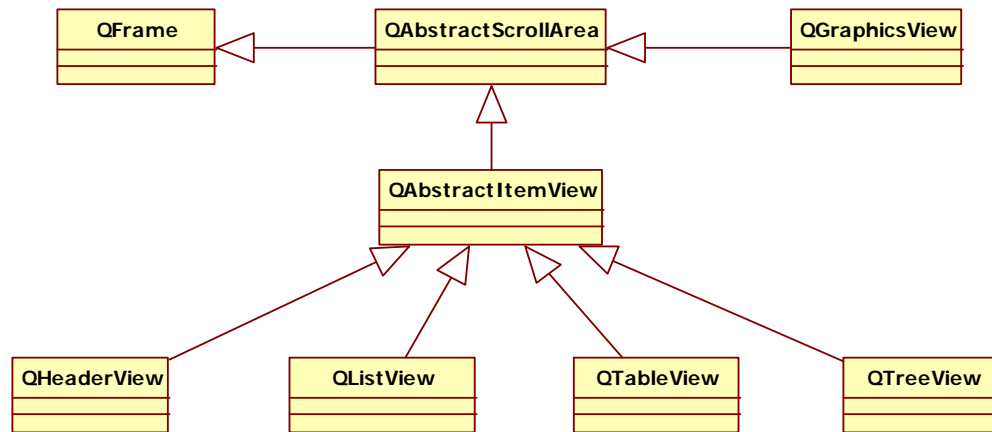 QFrame
QAbstractScrollArea
QGraphicsView
QAbstractItemView
QHeaderView
QListView
QTableView
QTreeView